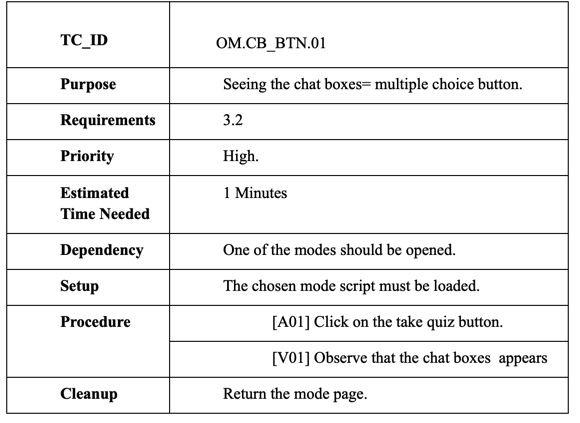 TC_ID OM.CB_BTN.01
Purpose Seeing the chat boxes= multiple choice button.
Requirements 3.2
Priority High.
Estimated 1 Minutes
Time Needed
Dependency One of the modes should be opened.
Setup The chosen mode script must be loaded.
Procedure [A01] Click on the take quiz button.
[V01] Observe that the chat boxes appears
Cleanup Return the mode page.